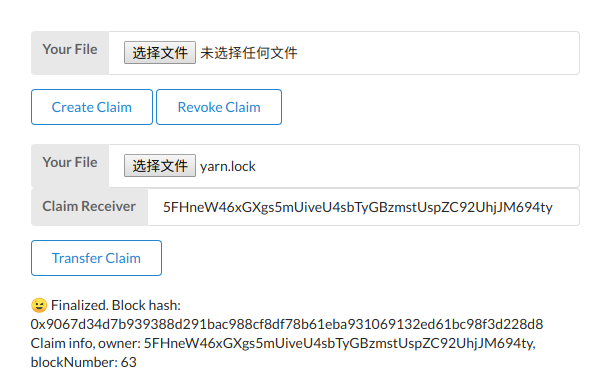 Your File 选择文件 未选择任何文件
Create Claim Revoke Claim
Your File 选择文件 yarn.lock
Claim Receiver 5FHneW46xGXgs5mUiveU4sbTyGBzmstUspZC92UhjJM694ty
Transfer Claim
😉 Finalized. Block hash:
0x9067d34d7b939388d291bac988cf8df78b61eba931069132ed61bc98f3d228d8
Claim info, owner: 5FHneW46xGXgs5mUiveU4sbTyGBzmstUspZC92UhjJM694ty,
blockNumber: 63